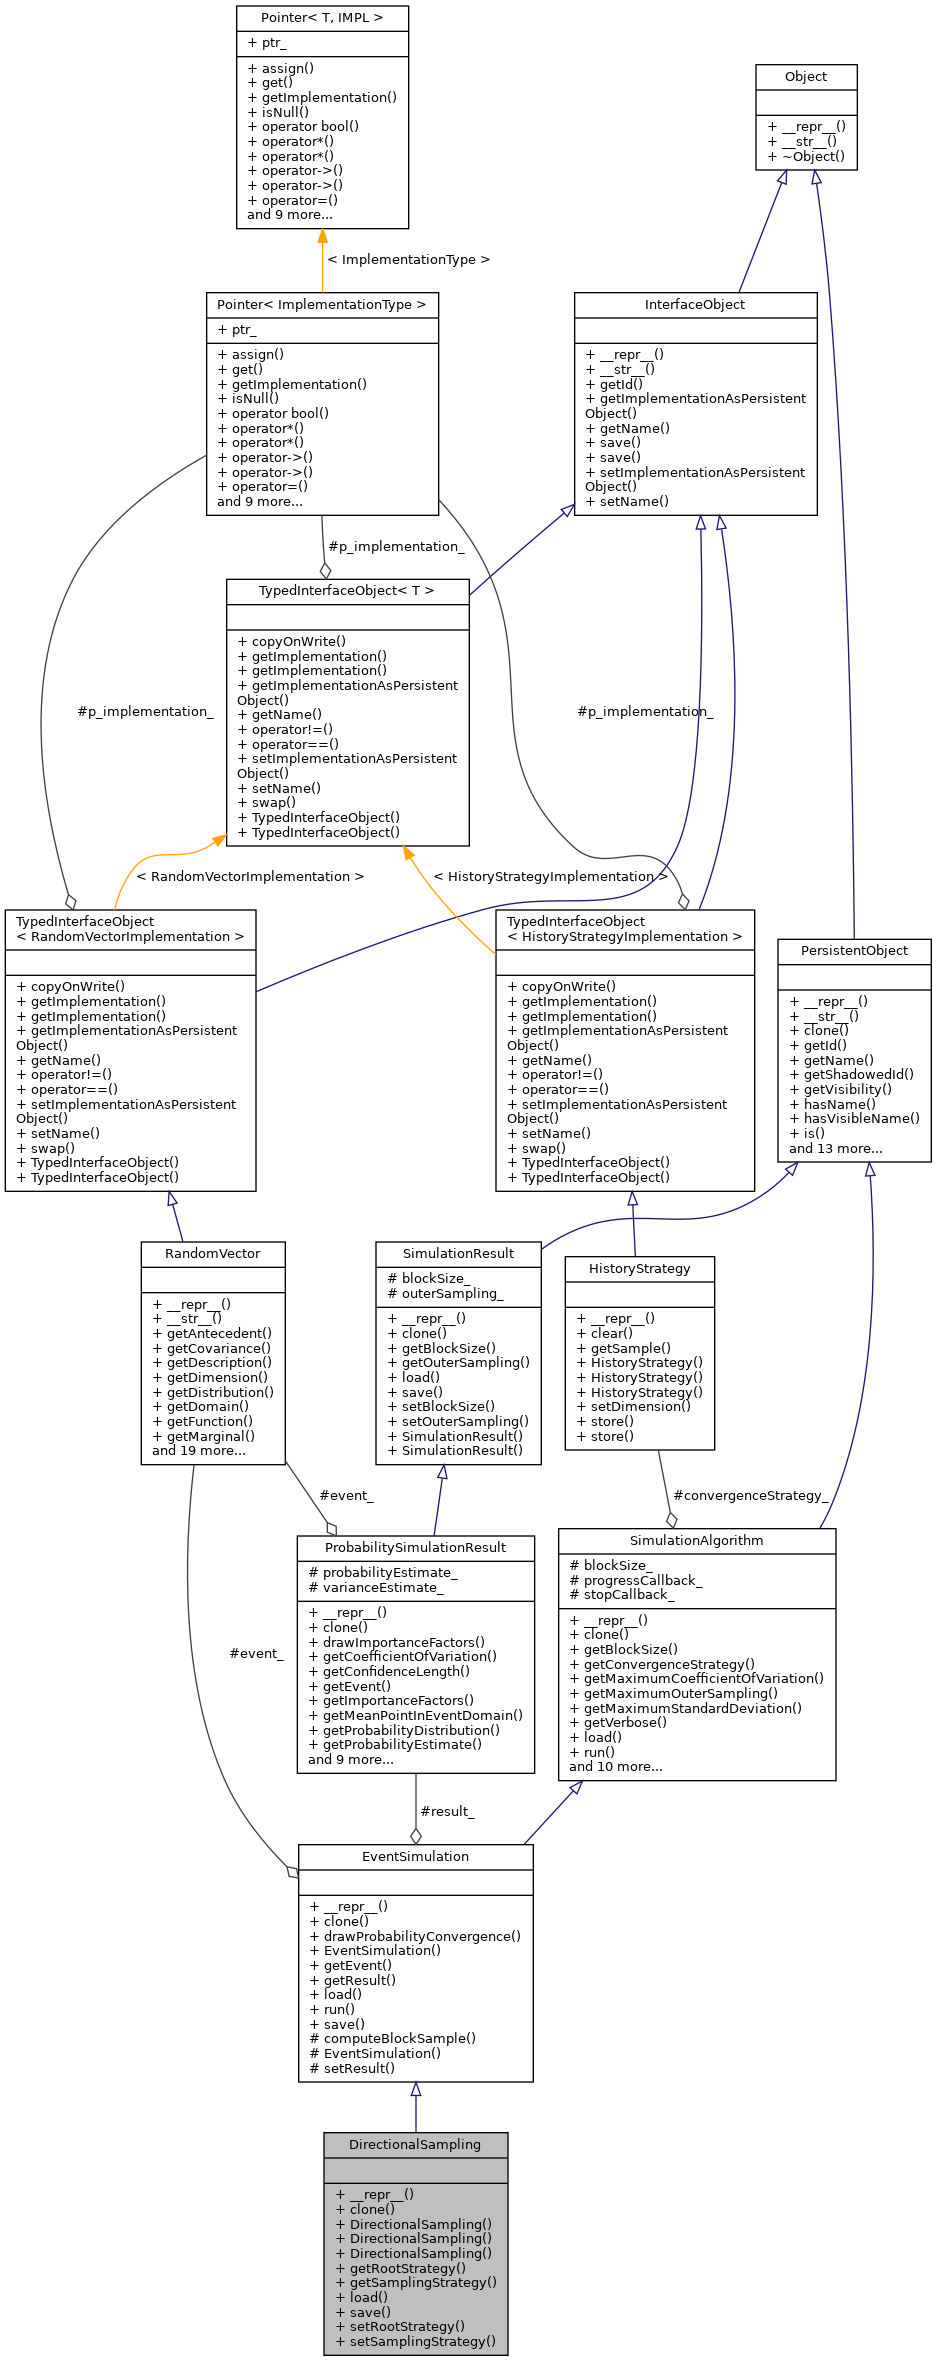 Pointer< T, IMPL >
+ ptr_
+ assign()
+ get()
+ getImplementation()
+ isNull()
+ operator bool()
+ operator*()
+ operator*()
+ operator->()
+ operator->()
+ operator=()
and 9 more...
Object
+ __repr__()
+ __str__()
+ ~Object()
< ImplementationType >
Pointer< ImplementationType >
+ ptr_
+ assign()
+ get()
+ getImplementation()
+ isNull()
+ operator bool()
+ operator*()
+ operator*()
+ operator->()
+ operator->()
+ operator=()
and 9 more...
InterfaceObject
+ __repr__()
+ __str__()
+ getId()
+ getImplementationAsPersistent
Object()
+ getName()
+ save()
+ save()
+ setImplementationAsPersistent
Object()
+ setName()
#p_implementation_
TypedInterfaceObject< T >
+ copyOnWrite()
+ getImplementation()
+ getImplementation()
+ getImplementationAsPersistent
Object()
+ getName()
+ operator!=()
+ operator==()
+ setImplementationAsPersistent
Object()
+ setName()
+ swap()
+ TypedInterfaceObject()
+ TypedInterfaceObject()
#p_implementation_
#p_implementation_
< RandomVectorImplementation >
< HistoryStrategyImplementation >
TypedInterfaceObject
< RandomVectorImplementation >
+ copyOnWrite()
+ getImplementation()
+ getImplementation()
+ getImplementationAsPersistent
Object()
+ getName()
+ operator!=()
+ operator==()
+ setImplementationAsPersistent
Object()
+ setName()
+ swap()
+ TypedInterfaceObject()
+ TypedInterfaceObject()
TypedInterfaceObject
< HistoryStrategyImplementation >
+ copyOnWrite()
+ getImplementation()
+ getImplementation()
+ getImplementationAsPersistent
Object()
+ getName()
+ operator!=()
+ operator==()
+ setImplementationAsPersistent
Object()
+ setName()
+ swap()
+ TypedInterfaceObject()
+ TypedInterfaceObject()
PersistentObject
+ __repr__()
+ __str__()
+ clone()
+ getId()
+ getName()
+ getShadowedId()
+ getVisibility()
+ hasName()
+ hasVisibleName()
+ is()
and 13 more...
RandomVector
+ __repr__()
+ __str__()
+ getAntecedent()
+ getCovariance()
+ getDescription()
+ getDimension()
+ getDistribution()
+ getDomain()
+ getFunction()
+ getMarginal()
and 19 more...
SimulationResult
# blockSize_
# outerSampling_
+ __repr__()
+ clone()
+ getBlockSize()
+ getOuterSampling()
+ load()
+ save()
+ setBlockSize()
+ setOuterSampling()
+ SimulationResult()
+ SimulationResult()
HistoryStrategy
+ __repr__()
+ clear()
+ getSample()
+ HistoryStrategy()
+ HistoryStrategy()
+ HistoryStrategy()
+ setDimension()
+ store()
+ store()
#event_
#convergenceStrategy_
ProbabilitySimulationResult
# probabilityEstimate_
# varianceEstimate_
+ __repr__()
+ clone()
+ drawImportanceFactors()
+ getCoefficientOfVariation()
+ getConfidenceLength()
+ getEvent()
+ getImportanceFactors()
+ getMeanPointInEventDomain()
+ getProbabilityDistribution()
+ getProbabilityEstimate()
and 9 more...
SimulationAlgorithm
# blockSize_
# progressCallback_
# stopCallback_
+ __repr__()
+ clone()
+ getBlockSize()
+ getConvergenceStrategy()
+ getMaximumCoefficientOfVariation()
+ getMaximumOuterSampling()
+ getMaximumStandardDeviation()
+ getVerbose()
+ load()
+ run()
and 10 more...
#event_
#result_
EventSimulation
+ __repr__()
+ clone()
+ drawProbabilityConvergence()
+ EventSimulation()
+ getEvent()
+ getResult()
+ load()
+ run()
+ save()
# computeBlockSample()
# EventSimulation()
# setResult()
DirectionalSampling
+ __repr__()
+ clone()
+ DirectionalSampling()
+ DirectionalSampling()
+ DirectionalSampling()
+ getRootStrategy()
+ getSamplingStrategy()
+ load()
+ save()
+ setRootStrategy()
+ setSamplingStrategy()